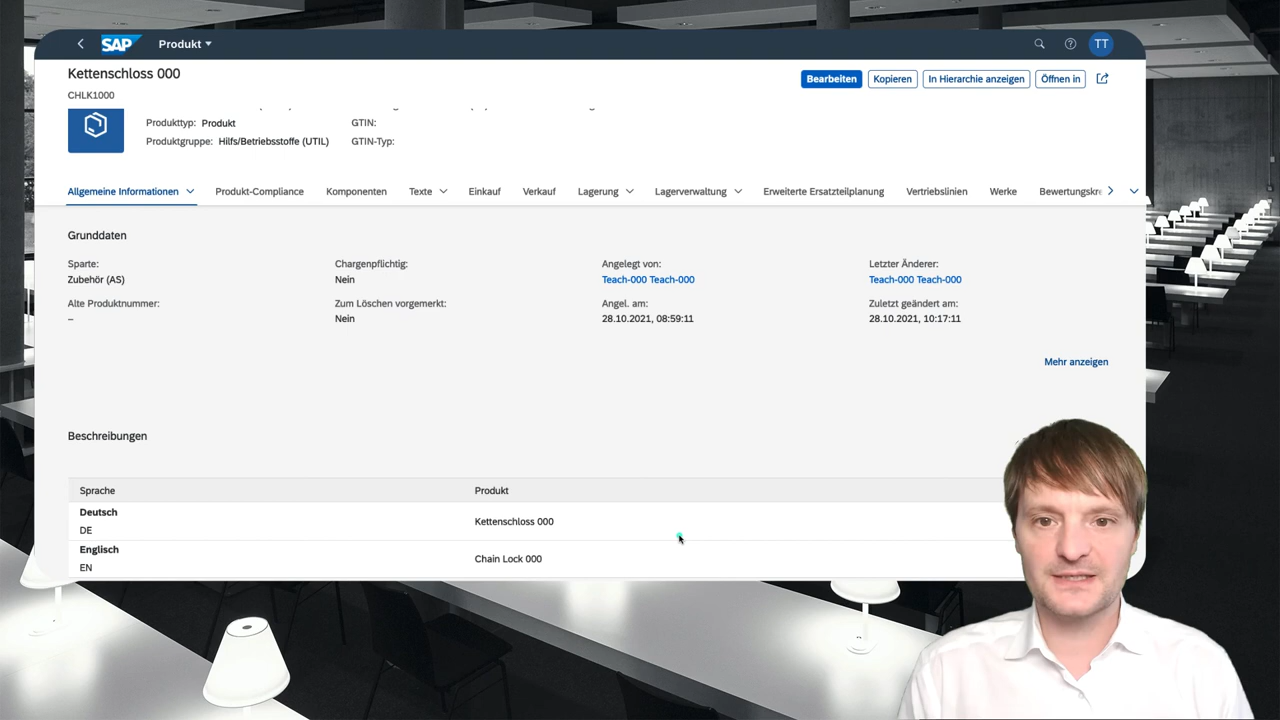 SAP Produkt
Kettenschloss 000
CHLK1000
Bearbeiten Kopieren In Hierarchie anzeigen Öffnen in
TT
Produkttyp: Produkt GTIN:
Produktgruppe: Hilfs/Betriebsstoffe (UTIL) GTIN-Typ:
Allgemeine Informationen Produkt-Compliance Komponenten Texte Einkauf Verkauf Lagerung Lagerverwaltung Erweiterte Ersatzteilplanung Vertriebslinien Werke Bewertungskre
Grunddaten
Sparte: Chargenpflichtig: Angelegt von: Letzter Änderer:
Zubehör (AS) Nein Teach-000 Teach-000 Teach-000 Teach-000
Alte Produktnummer: Zum Löschen vorgemerkt: Angel. am: Zuletzt geändert am:
– Nein 28.10.2021, 08:59:11 28.10.2021, 10:17:11
Mehr anzeigen
Beschreibungen
Sprache Produkt
Deutsch
DE Kettenschloss 000
Englisch
EN Chain Lock 000